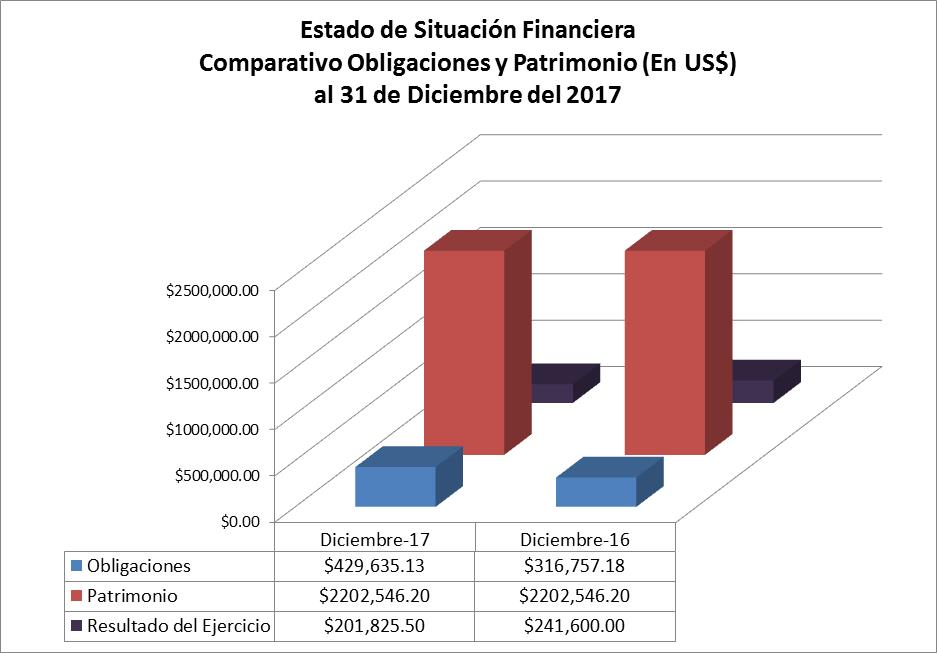 Estado de Situación Financiera
Comparativo Obligaciones y Patrimonio (En US$)
al 31 de Diciembre del 2017
$2500,000.00
$2000,000.00
$1500,000.00
$1000,000.00
$500,000.00
$0.00
Diciembre-17 Diciembre-16
Obligaciones $429,635.13 $316,757.18
Patrimonio $2202,546.20 $2202,546.20
Resultado del Ejercicio $201,825.50 $241,600.00